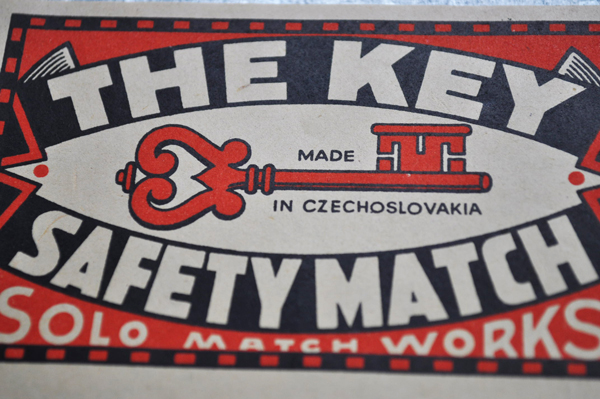 THE KEY
MADE
IN CZECHOSLOVAKIA
SAFETY MATCH
SOLO MATCH WORKS